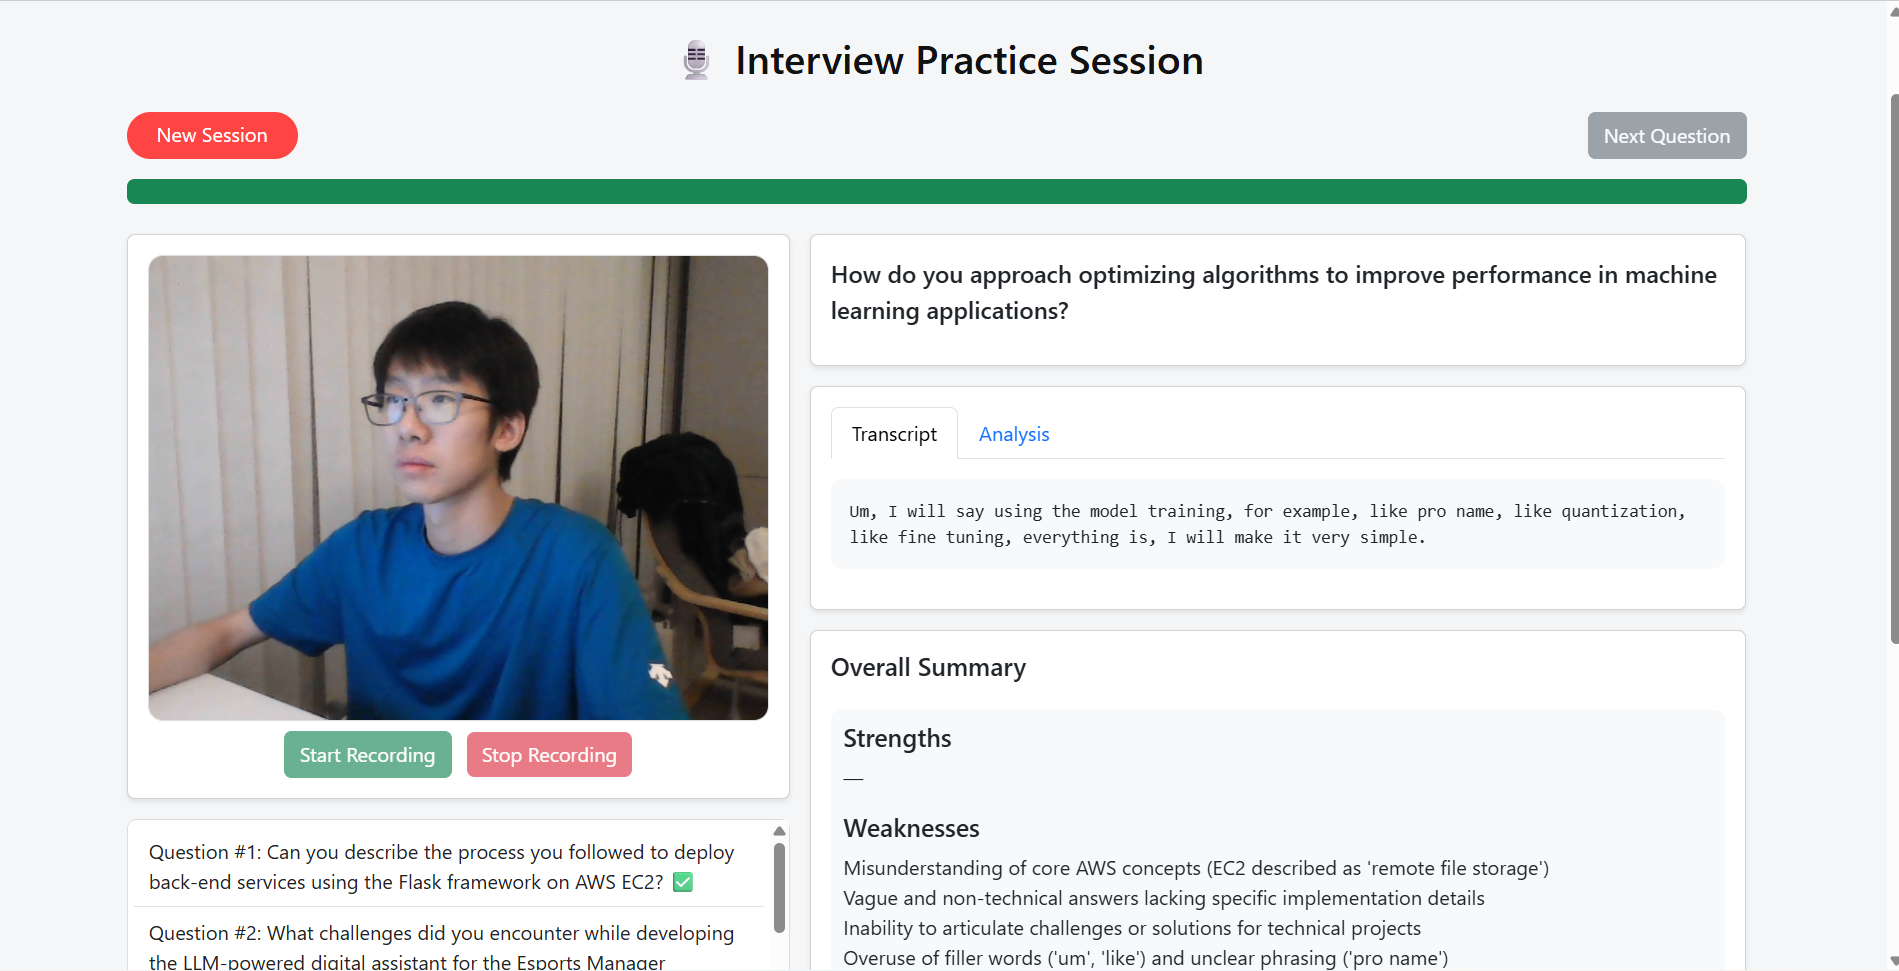 Interview Practice Session
New Session
Next Question
How do you approach optimizing algorithms to improve performance in machine
learning applications?
Transcript
Analysis
Um, I will say using the model training, for example, like pro name, like quantization,
like fine tuning, everything is, I will make it very simple.
Start Recording
Stop Recording
Question #1: Can you describe the process you followed to deploy
back-end services using the Flask framework on AWS EC2? ✅
Question #2: What challenges did you encounter while developing
the LLM-powered digital assistant for the Esports Manager
Overall Summary
Strengths
—
Weaknesses
Misunderstanding of core AWS concepts (EC2 described as 'remote file storage')
Vague and non-technical answers lacking specific implementation details
Inability to articulate challenges or solutions for technical projects
Overuse of filler words ('um', 'like') and unclear phrasing ('pro name')